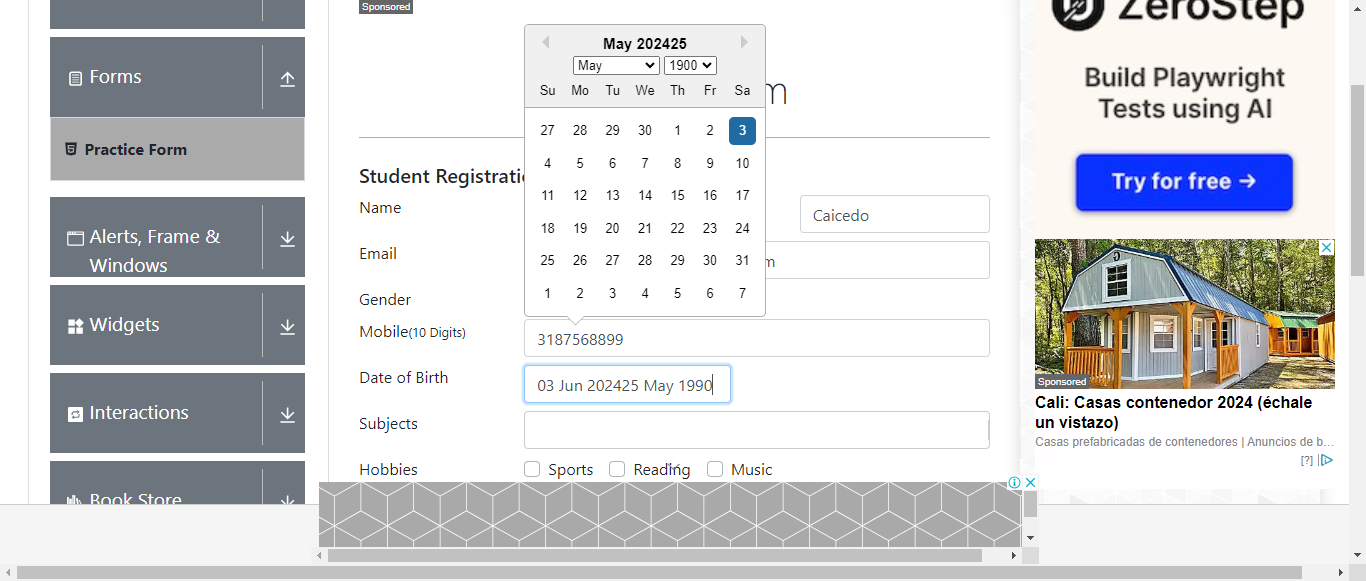 Sponsored
Forms
Practice Form
Alerts, Frame &
Windows
Widgets
Interactions
Book Store
May 202425
May 1900
Su Mo Tu We Th Fr Sa
27 28 29 30 1 2 3
4 5 6 7 8 9 10
11 12 13 14 15 16 17
18 19 20 21 22 23 24
25 26 27 28 29 30 31
1 2 3 4 5 6 7
m
Student Registrati
Name
Caicedo
Email
m
Gender
Mobile(10 Digits)
3187568899
Date of Birth
03 Jun 202425 May 1990
Subjects
Hobbies
Sports Reading Music
ZeroStep
Build Playwright
Tests using AI
Try for free →
Sponsored
Cali: Casas contenedor 2024 (échale
un vistazo)
Casas prefabricadas de contenedores | Anuncios de b…
[?]